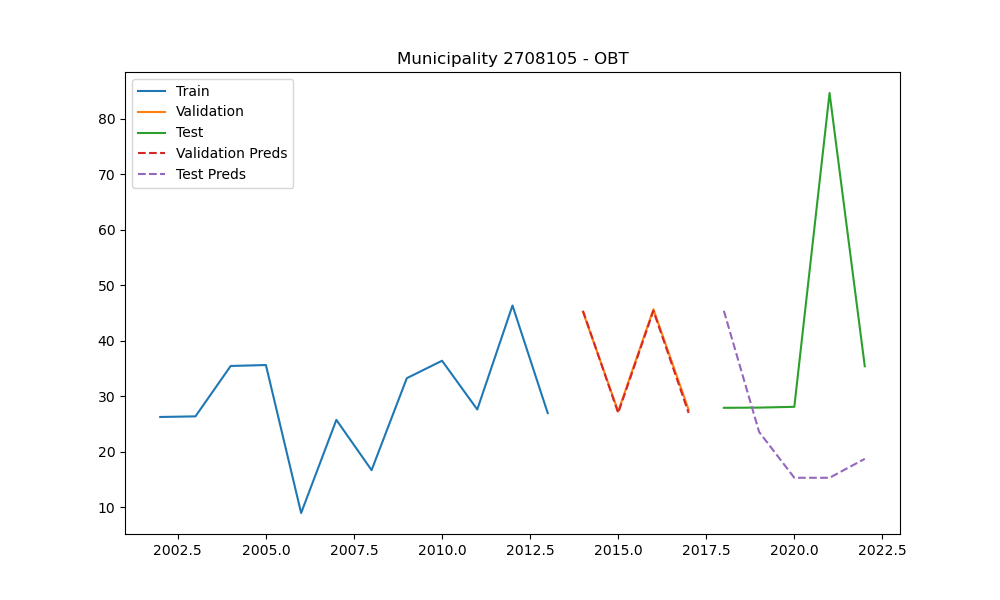 Municipality 2708105 - OBT
Train
Validation
Test
Validation Preds
Test Preds
80
70
60
50
40
30
20
10
2002.5 2005.0 2007.5 2010.0 2012.5 2015.0 2017.5 2020.0 2022.5